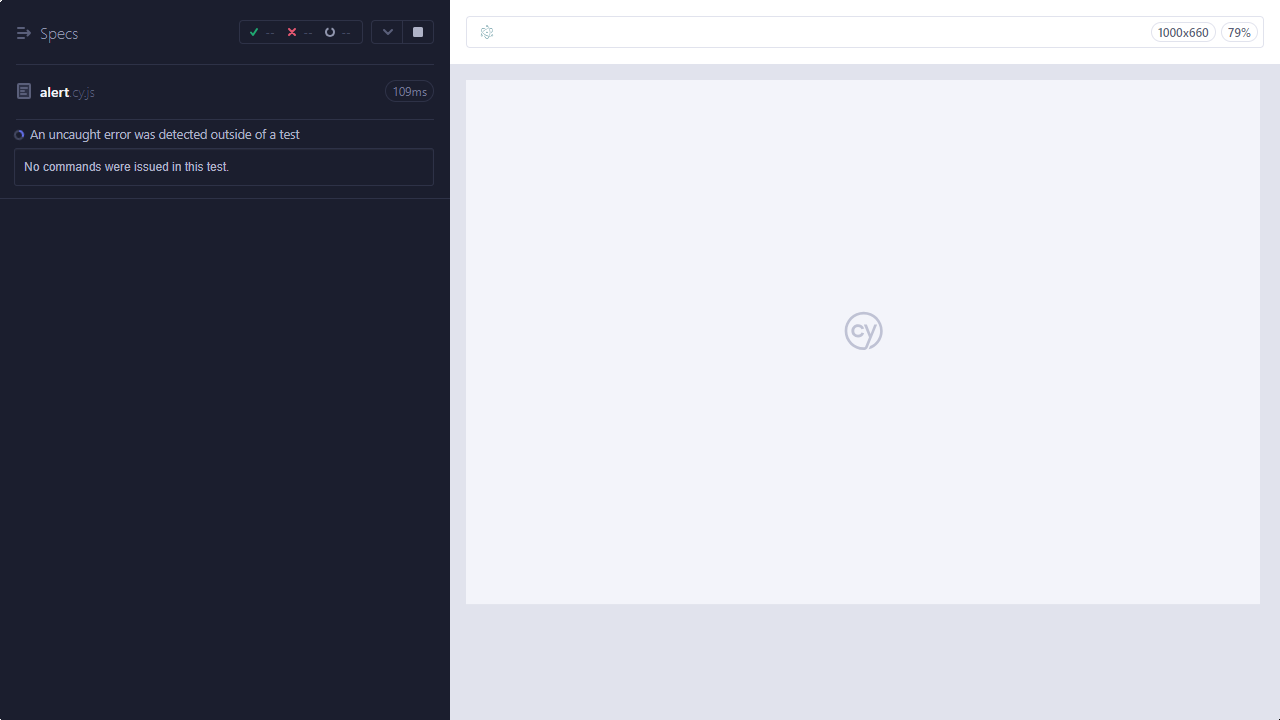 Specs
-- -- --
alert.cy.js
109ms
An uncaught error was detected outside of a test
No commands were issued in this test.
1000x660
79%
cy